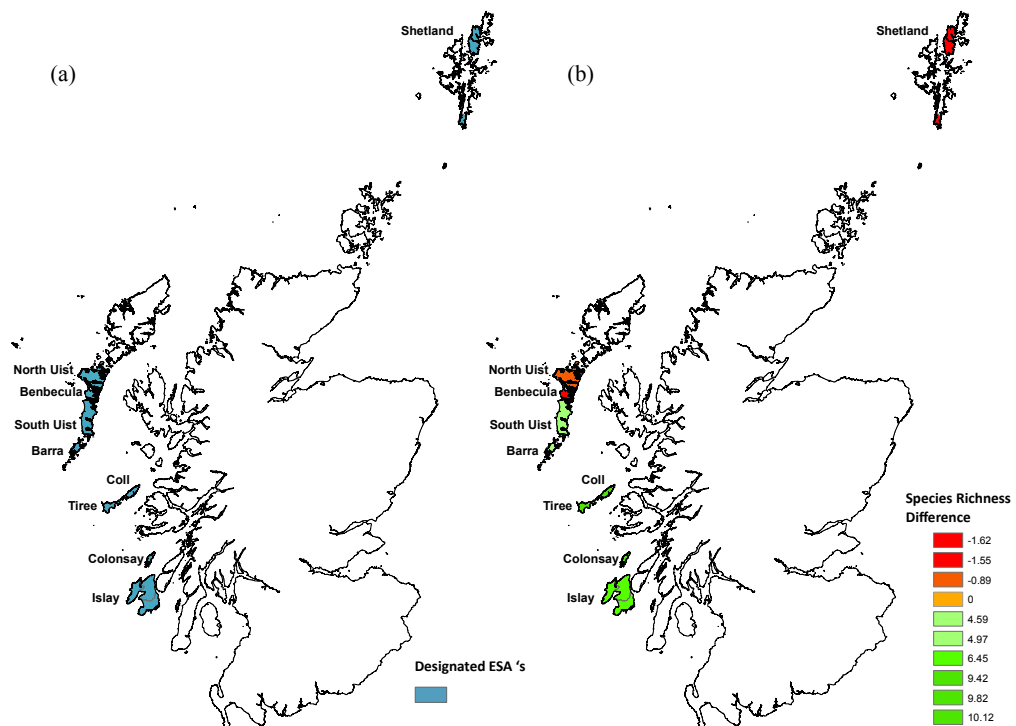 (a)
Shetland
North Uist
Benbecula
South Uist
Barra
Coll
Tiree
Colonsay
Islay
Designated ESA ‘s
(b)
Shetland
North Uist
Benbecula
South Uist
Barra
Coll
Tiree
Colonsay
Islay
Species Richness
Difference
-1.62
-1.55
-0.89
0
4.59
4.97
6.45
9.42
9.82
10.12